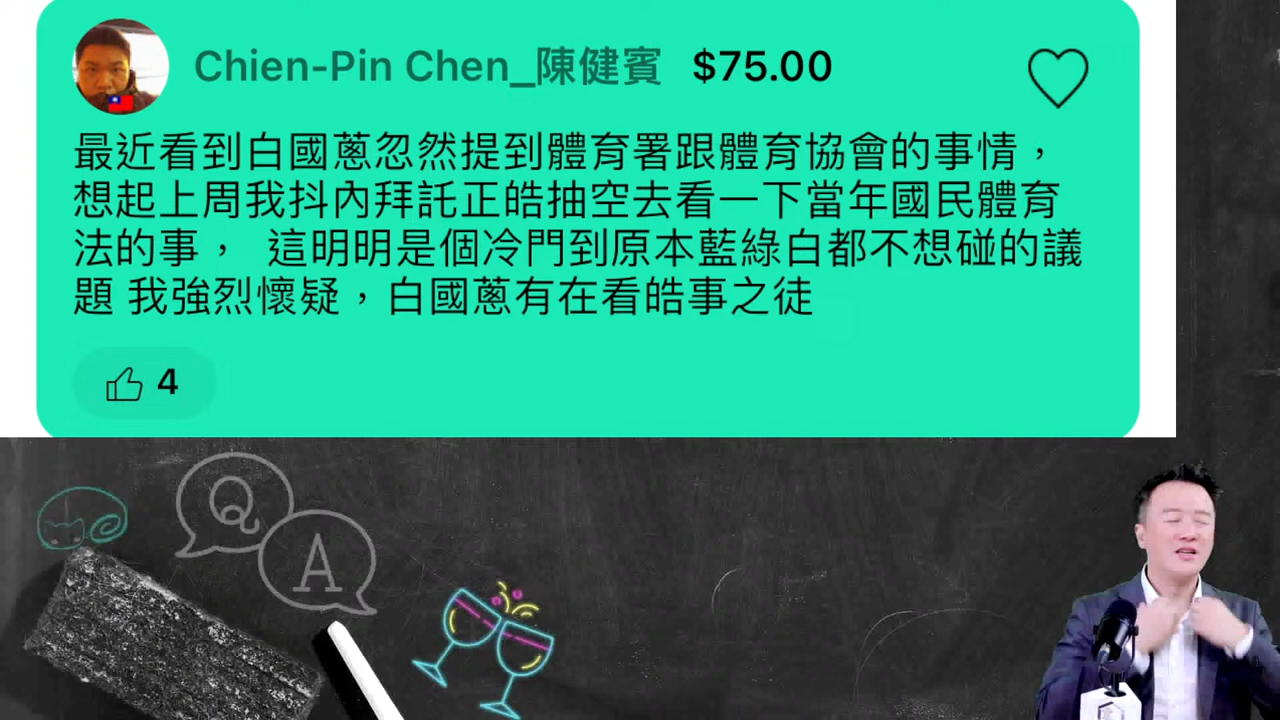 Chien-Pin Chen_陳健賓 $75.00
最近看到白國蔥忽然提到體育署跟體育協會的事情，
想起上周我抖內拜託正皓抽空去看一下當年國民體育
法的事， 這明明是個冷門到原本藍綠白都不想碰的議
題 我強烈懷疑，白國蔥有在看皓事之徒
4
Q
A